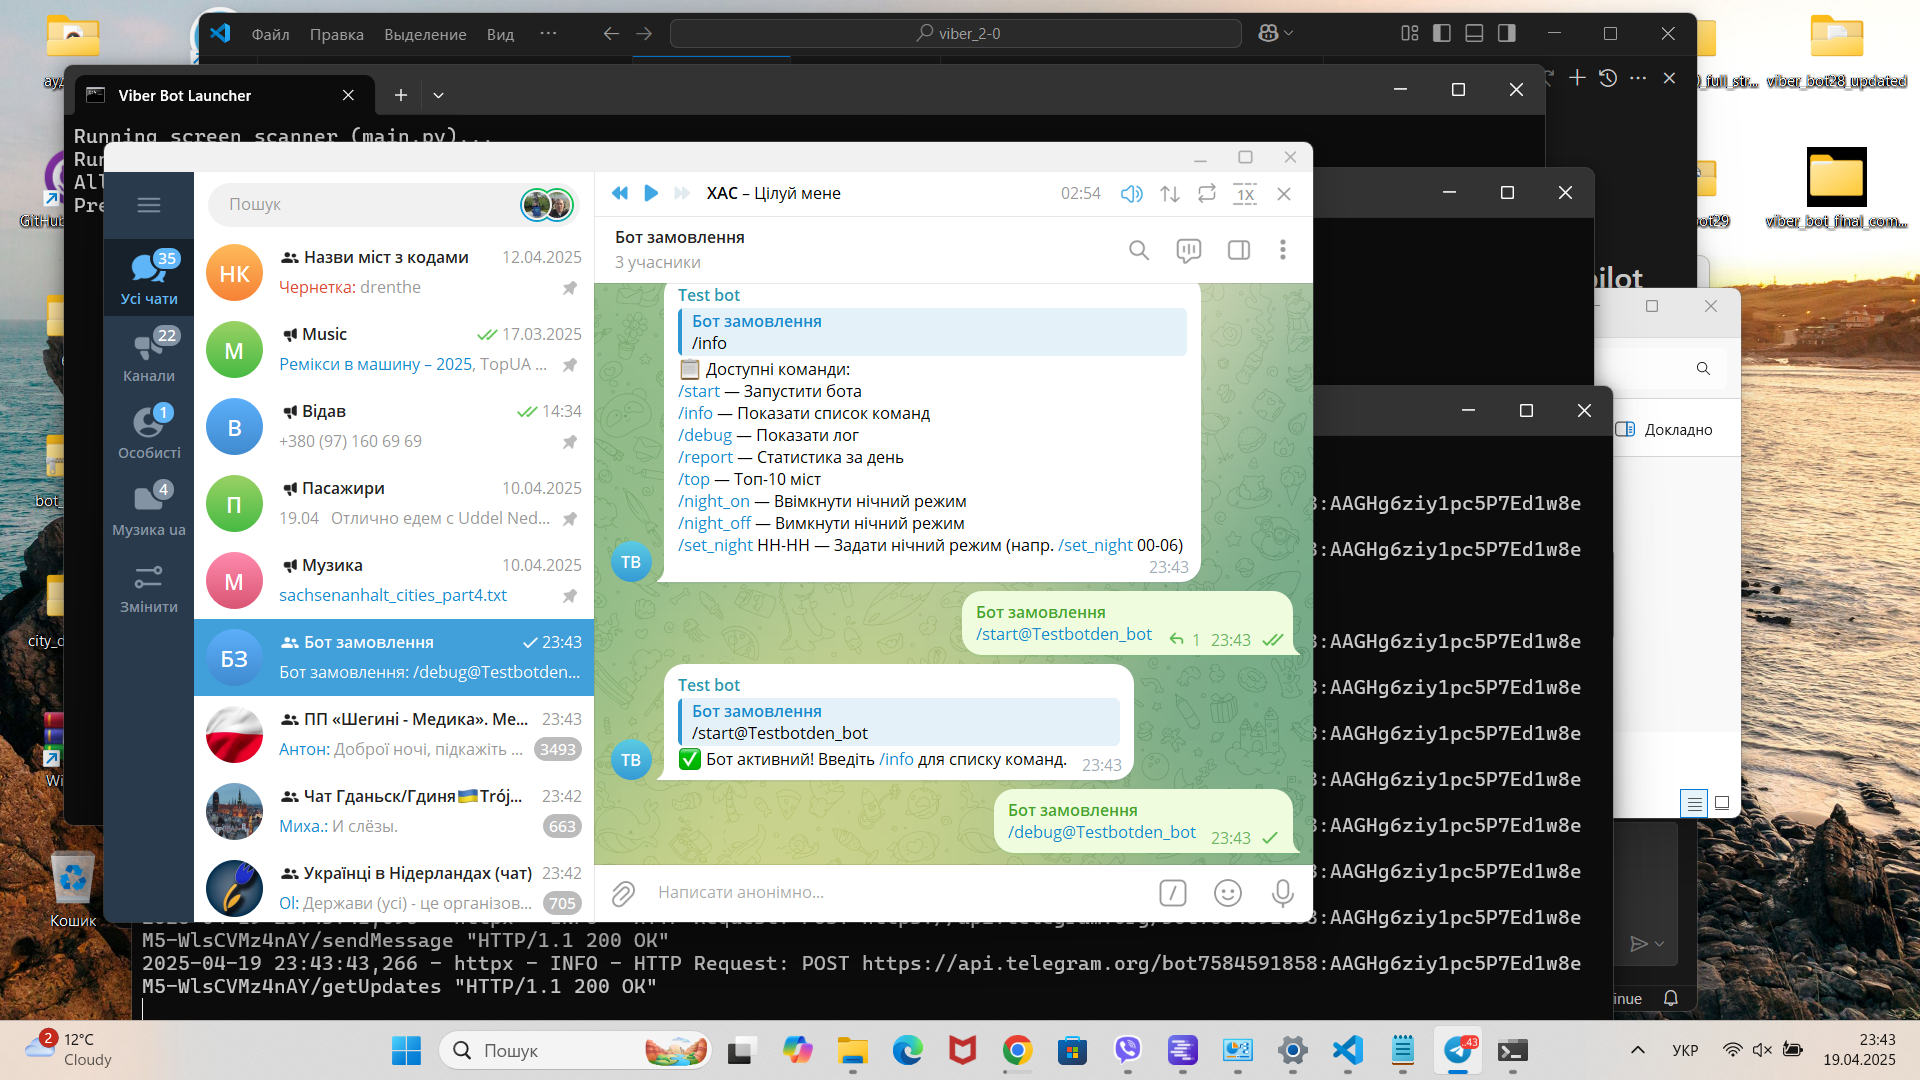 Файл Правка Выделение Вид ···
viber_2-0
Viber Bot Launcher
Running screen scanner (main.py)...
viber_bot28_updated
viber_bot_final_com...
GitHub
Пошук
ХАС – Цілуй мене
02:54
1X
Бот замовлення
3 учасники
35
Усі чати
22
Канали
1
Особисті
4
Музика ua
Змінити
НК
Назви міст з кодами 12.04.2025
Чернетка: drenthe
M
Music 17.03.2025
Ремікси в машину – 2025, TopUA ...
В
Відав 14:34
+380 (97) 160 69 69
П
Пасажири 10.04.2025
19.04 Отлично едем с Uddel Ned...
М
Музика 10.04.2025
sachsenanhalt_cities_part4.txt
БЗ
Бот замовлення 23:43
Бот замовлення: /debug@Testbotden...
ПП «Шегині - Медика». Ме... 23:43
Антон: Доброї ночі, підкажіть ... 3493
Чат Гданьск/Гдиня🇺🇦Trój... 23:42
Миха.: И слёзы. 663
Українці в Нідерландах (чат) 23:42
Ol: Держави (усі) - це організов... 705
Test bot
Бот замовлення
/info
📋 Доступні команди:
/start — Запустити бота
/info — Показати список команд
/debug — Показати лог
/report — Статистика за день
/top — Топ-10 міст
/night_on — Ввімкнути нічний режим
/night_off — Вимкнути нічний режим
/set_night HH-HH — Задати нічний режим (напр. /set_night 00-06)
23:43
TB
Бот замовлення
/start@Testbotden_bot 1 23:43
Test bot
Бот замовлення
/start@Testbotden_bot
✅ Бот активний! Введіть /info для списку команд. 23:43
TB
Бот замовлення
/debug@Testbotden_bot 23:43
Написати анонімно...
Докладно
:AAGHg6ziy1pc5P7Ed1w8e
:AAGHg6ziy1pc5P7Ed1w8e
:AAGHg6ziy1pc5P7Ed1w8e
:AAGHg6ziy1pc5P7Ed1w8e
:AAGHg6ziy1pc5P7Ed1w8e
:AAGHg6ziy1pc5P7Ed1w8e
:AAGHg6ziy1pc5P7Ed1w8e
:AAGHg6ziy1pc5P7Ed1w8e
:AAGHg6ziy1pc5P7Ed1w8e
M5-WlsCVMz4nAY/sendMessage "HTTP/1.1 200 OK"
2025-04-19 23:43:43,266 - httpx - INFO - HTTP Request: POST https://api.telegram.org/bot7584591858:AAGHg6ziy1pc5P7Ed1w8e
M5-WlsCVMz4nAY/getUpdates "HTTP/1.1 200 OK"
Кошик
2
12°C
Cloudy
Пошук
..43
УКР
23:43
19.04.2025